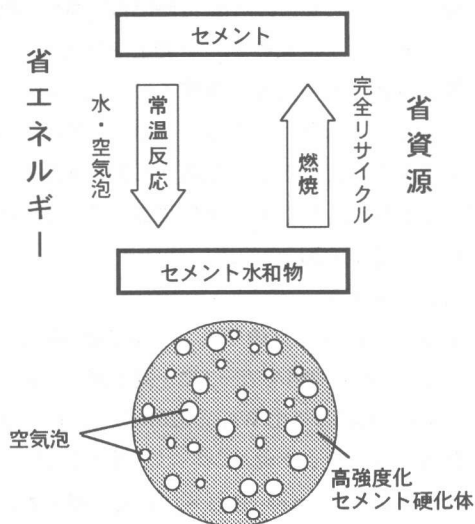 セメント
省エネルギー
水・空気泡
常温反応
燃焼
完全リサイクル
省資源
セメント水和物
空気泡
高強度化
セメント硬化体